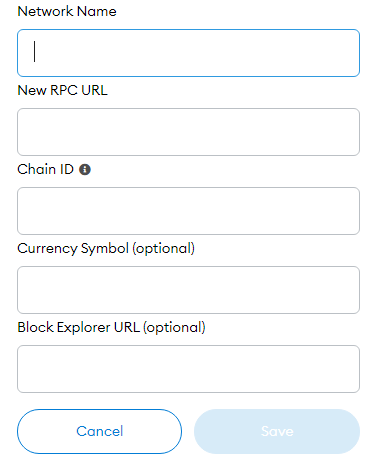 Network Name
New RPC URL
Chain ID
Currency Symbol (optional)
Block Explorer URL (optional)
Cancel Save